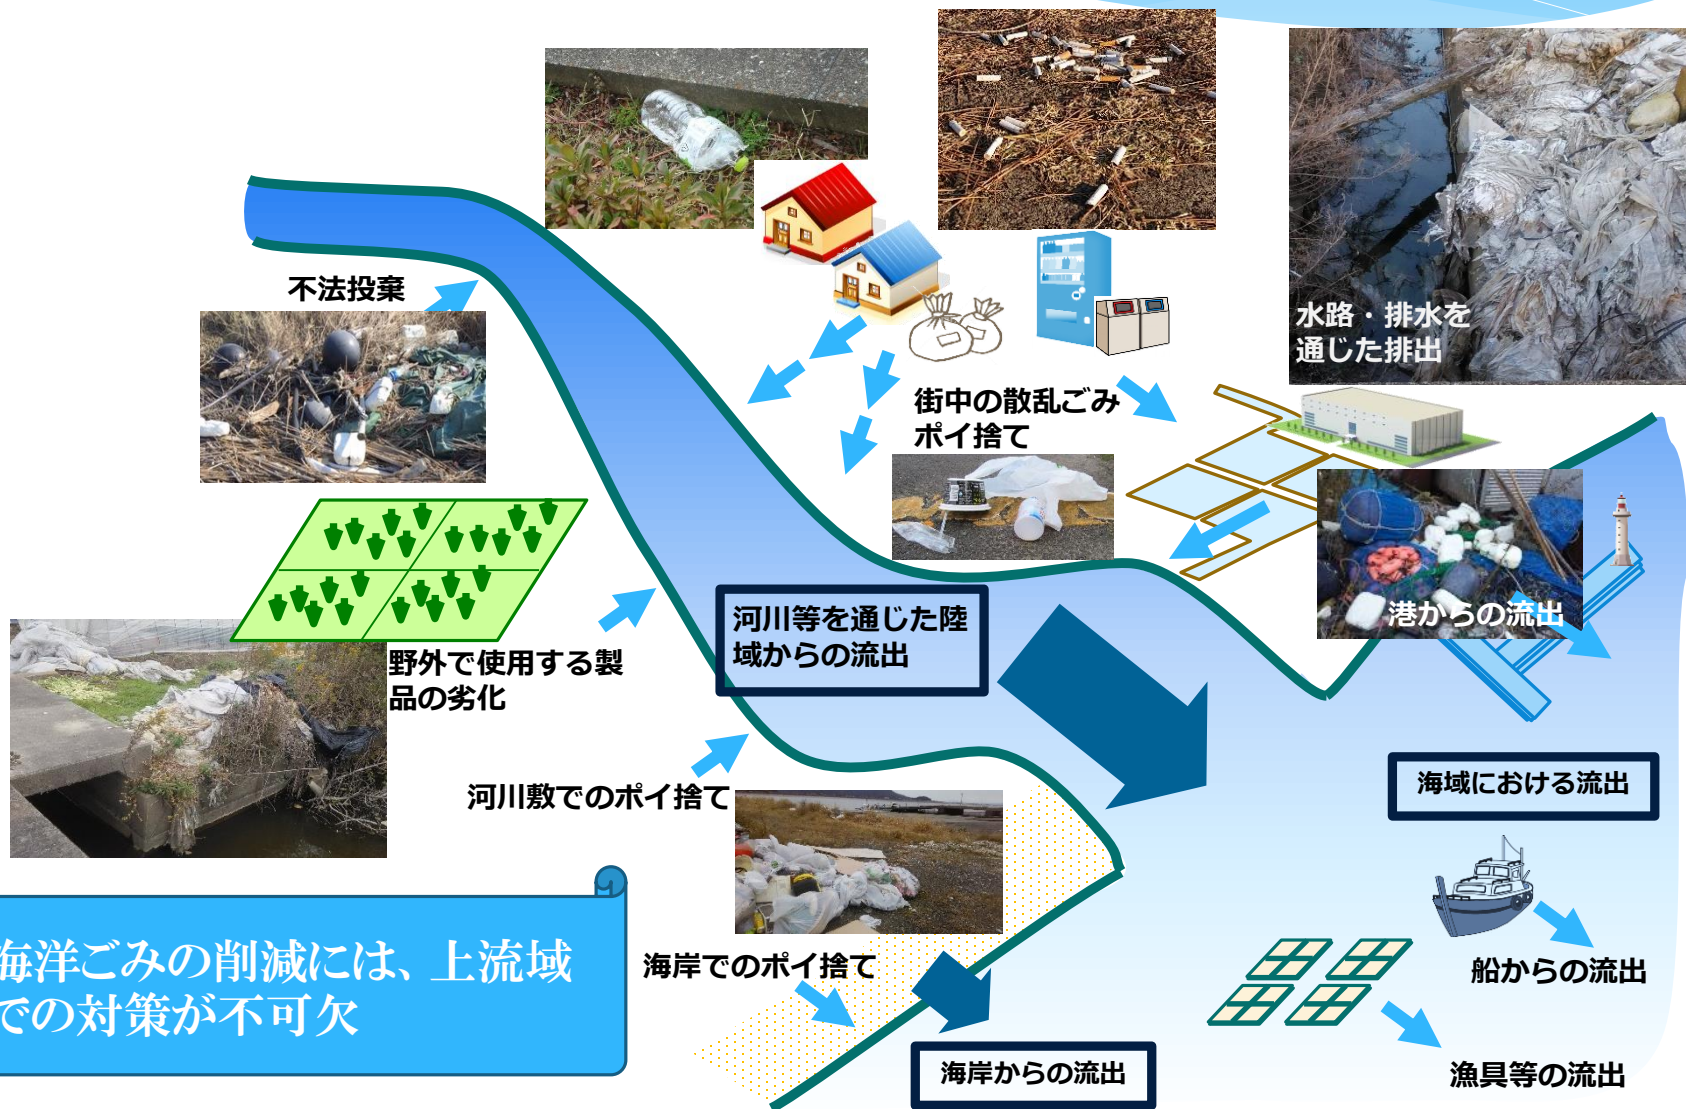 不法投棄
水路・排水を
通じた排出
街中の散乱ごみ
ポイ捨て
河川等を通じた陸
域からの流出
港からの流出
野外で使用する製
品の劣化
河川敷でのポイ捨て
海域における流出
海洋ごみの削減には、上流域
での対策が不可欠
海岸でのポイ捨て
船からの流出
海岸からの流出
漁具等の流出